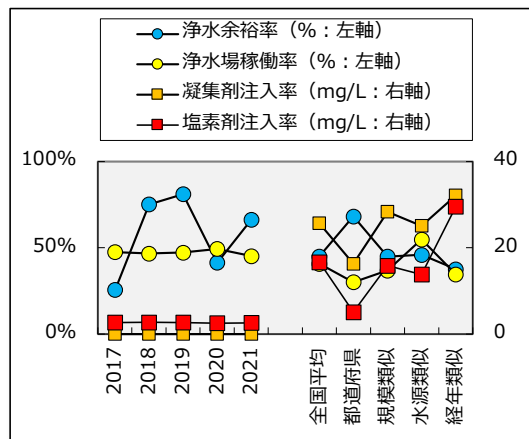 浄水余裕率（%：左軸）
浄水場稼働率（%：左軸）
凝集剤注入率（mg/L：右軸）
塩素剤注入率（mg/L：右軸）
100%
40
50%
20
0%
0
2017
2018
2019
2020
2021
全国平均
都道府県
規模類似
水源類似
経年類似